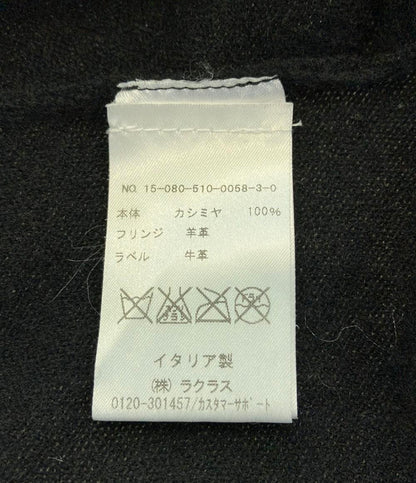 NO. 15-080-510-0058-3-0
本体 カシミヤ 100%
フリンジ 羊革
ラベル 牛革
イタリア製
(株) ラクラス
0120-301457/カスタマーサポート